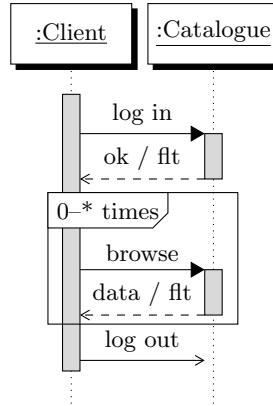 :Client
:Catalogue
log in
ok / flt
0–* times
browse
data / flt
log out